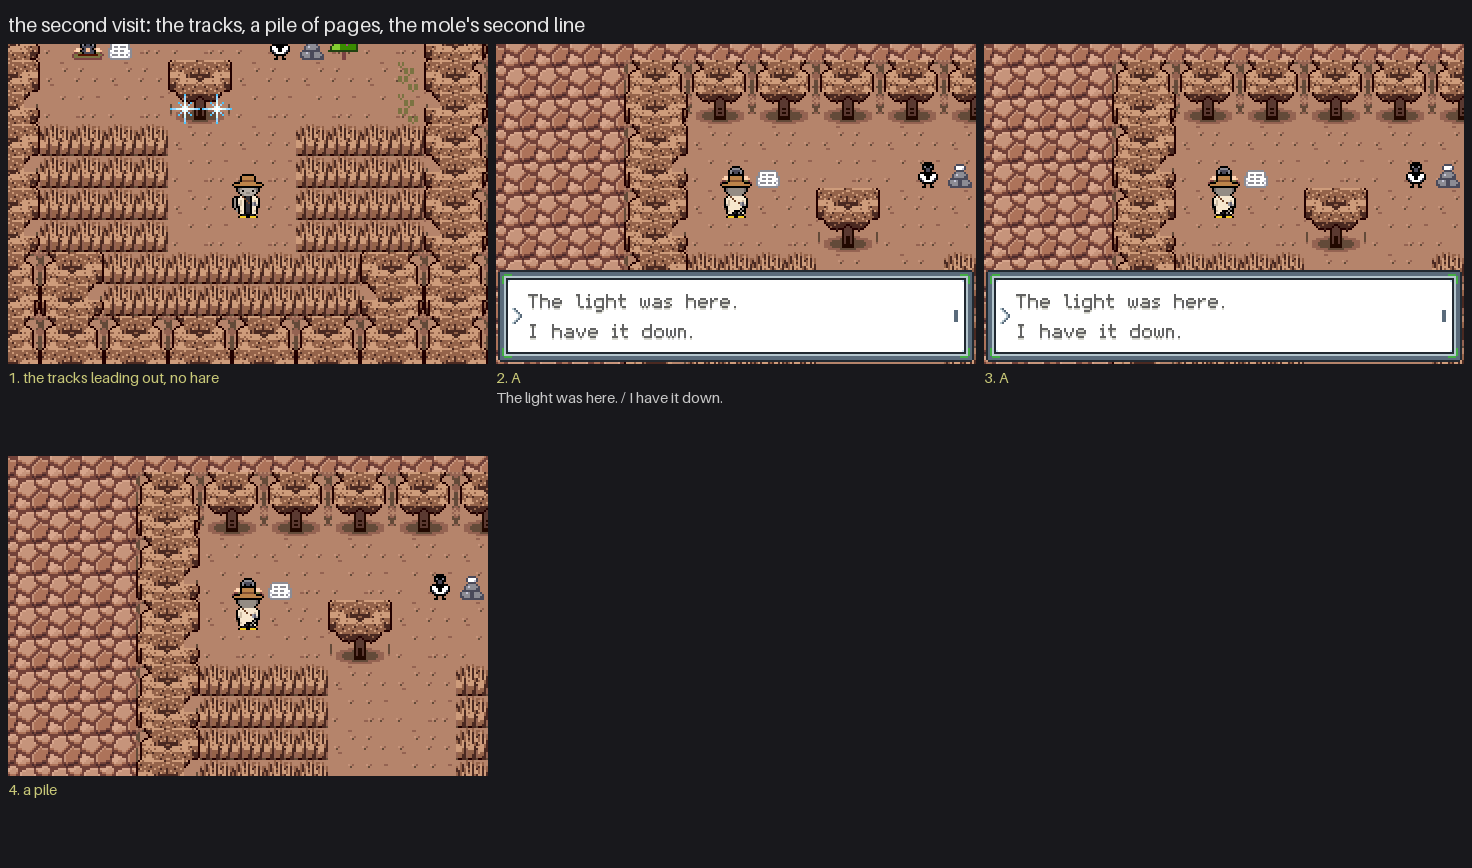 the second visit: the tracks, a pile of pages, the mole's second line
1. the tracks leading out, no hare
The light was here.
I have it down.
2. A
The light was here. / I have it down.
The light was here.
I have it down.
3. A
4. a pile